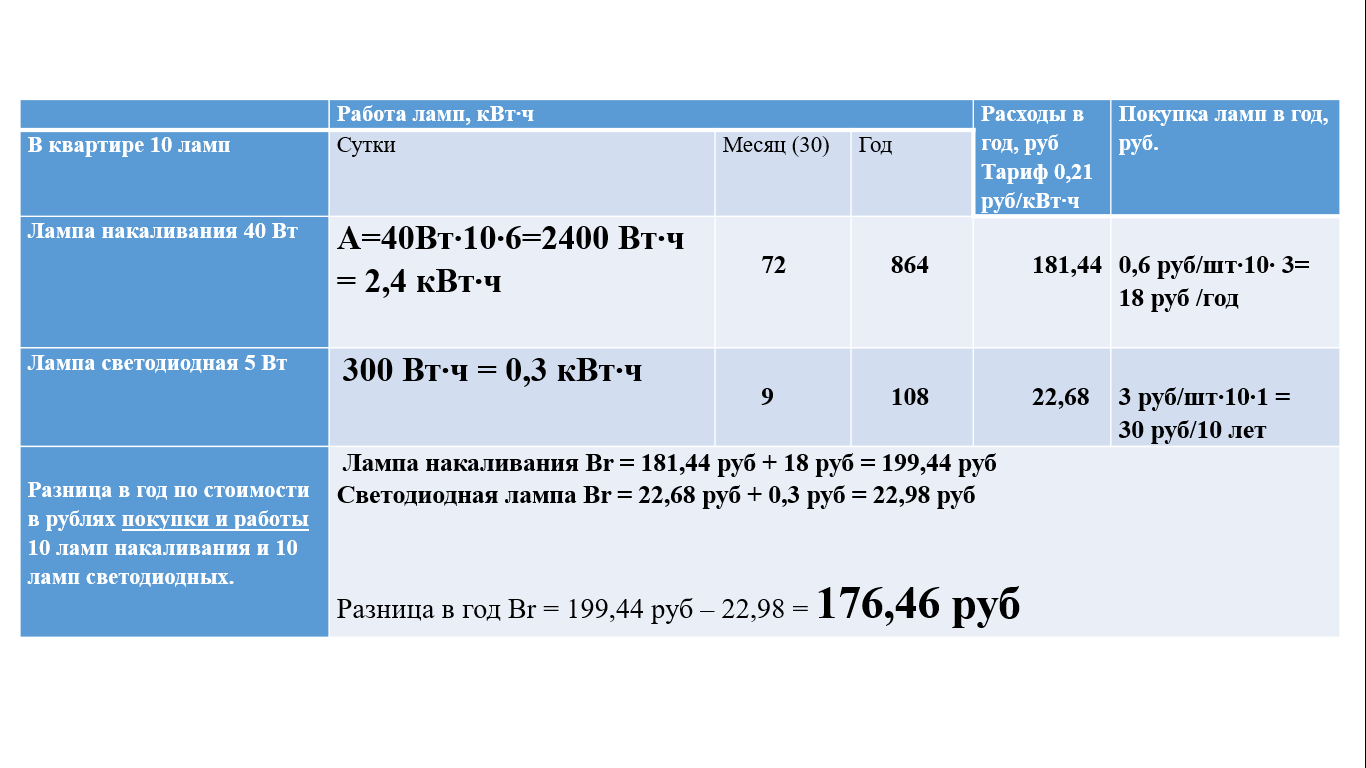 Работа ламп, кВт·ч
Расходы в
год, руб
Тариф 0,21
руб/кВт·ч
Покупка ламп в год,
руб.
В квартире 10 ламп
Сутки
Месяц (30)
Год
Лампа накаливания 40 Вт
А=40Вт·10·6=2400 Вт·ч
= 2,4 кВт·ч
72
864
181,44
0,6 руб/шт·10· 3=
18 руб /год
Лампа светодиодная 5 Вт
300 Вт·ч = 0,3 кВт·ч
9
108
22,68
3 руб/шт·10·1 =
30 руб/10 лет
Разница в год по стоимости
в рублях покупки и работы
10 ламп накаливания и 10
ламп светодиодных.
Лампа накаливания Br = 181,44 руб + 18 руб = 199,44 руб
Светодиодная лампа Br = 22,68 руб + 0,3 руб = 22,98 руб
Разница в год Br = 199,44 руб – 22,98 = 176,46 руб